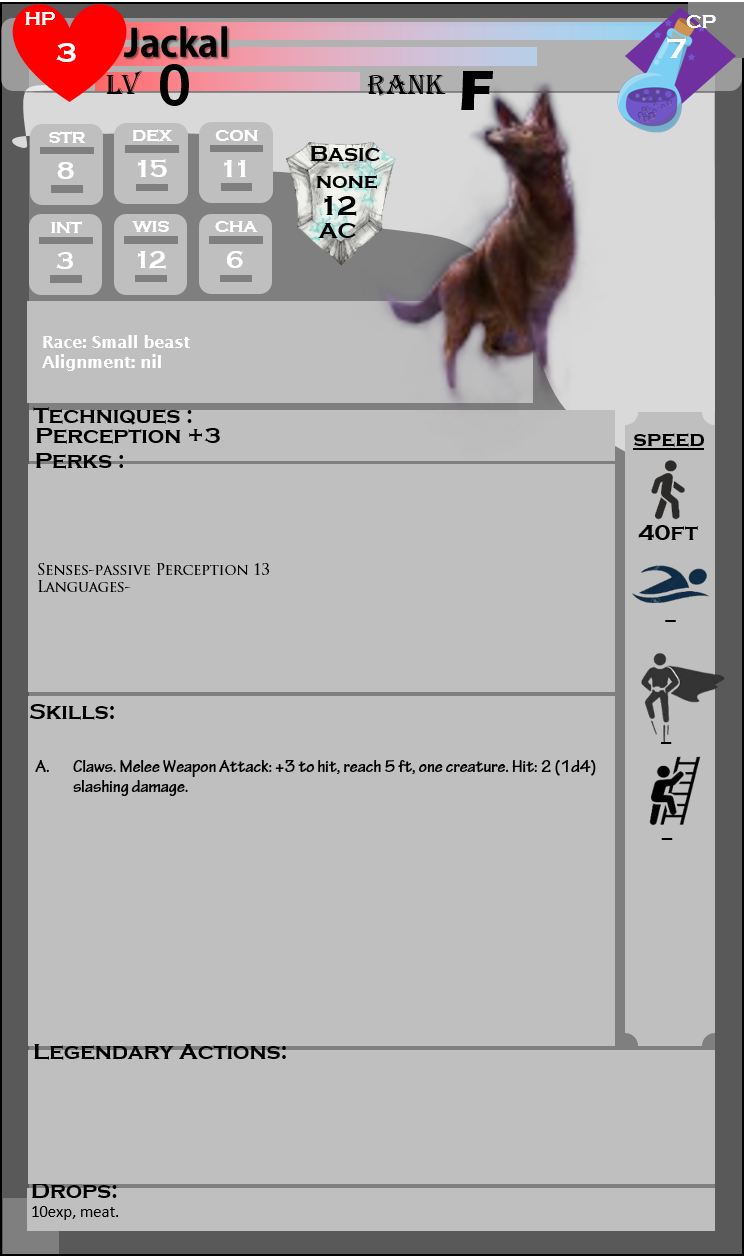 HP
3
Jackal
CP
7
LV 0
RANK F
STR
8
DEX
15
CON
11
INT
3
WIS
12
CHA
6
BASIC
NONE
12
AC
Race: Small beast
Alignment: nil
TECHNIQUES :
PERCEPTION +3
PERKS :
SENSES-PASSIVE PERCEPTION 13
LANGUAGES-
SPEED
40FT
–
–
–
SKILLS:
A. Claws. Melee Weapon Attack: +3 to hit, reach 5 ft, one creature. Hit: 2 (1d4)
slashing damage.
LEGENDARY ACTIONS:
DROPS:
10exp, meat.